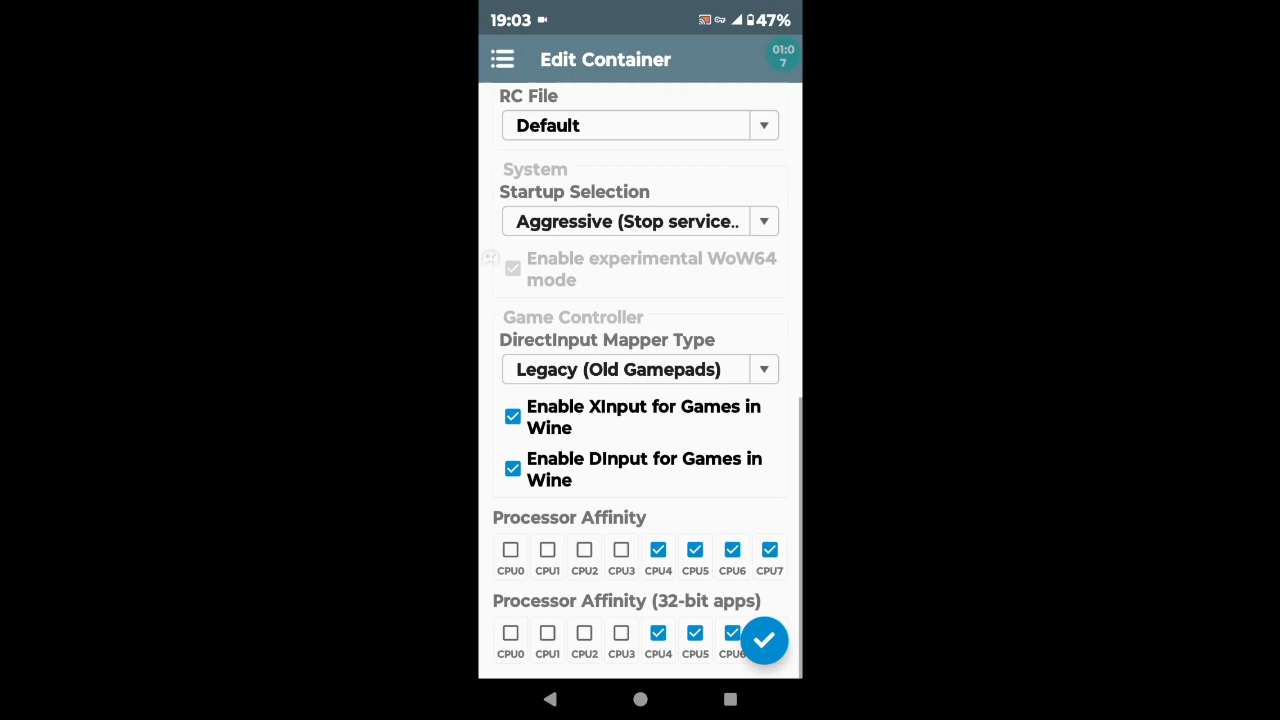 19:03
47%
Edit Container
01:0
7
RC File
Default
System
Startup Selection
Aggressive (Stop service..
Enable experimental WoW64
mode
Game Controller
DirectInput Mapper Type
Legacy (Old Gamepads)
Enable XInput for Games in
Wine
Enable DInput for Games in
Wine
Processor Affinity
CPU0 CPU1 CPU2 CPU3 CPU4 CPU5 CPU6 CPU7
Processor Affinity (32-bit apps)
CPU0 CPU1 CPU2 CPU3 CPU4 CPU5 CPU6